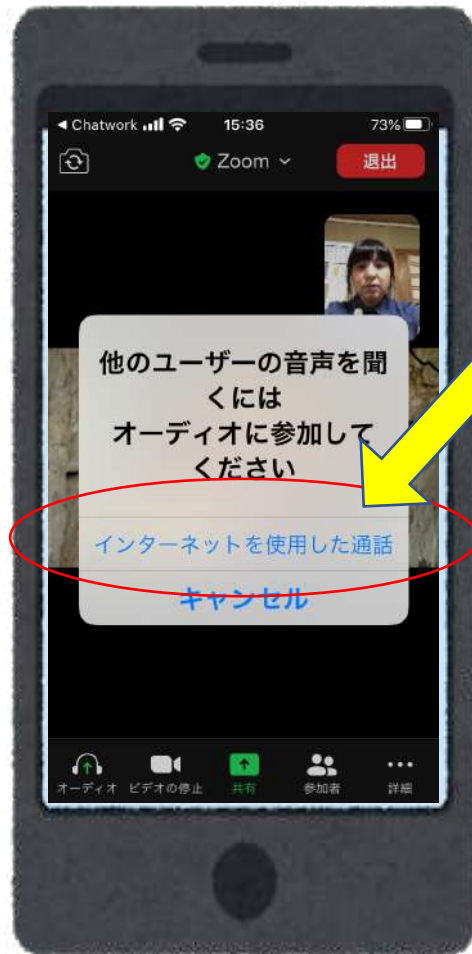 ◀ Chatwork 15:36 73%
Zoom 退出
他のユーザーの音声を聞
くには
オーディオに参加して
ください
インターネットを使用した通話
キャンセル
オーディオ ビデオの停止 共有 参加者 詳細